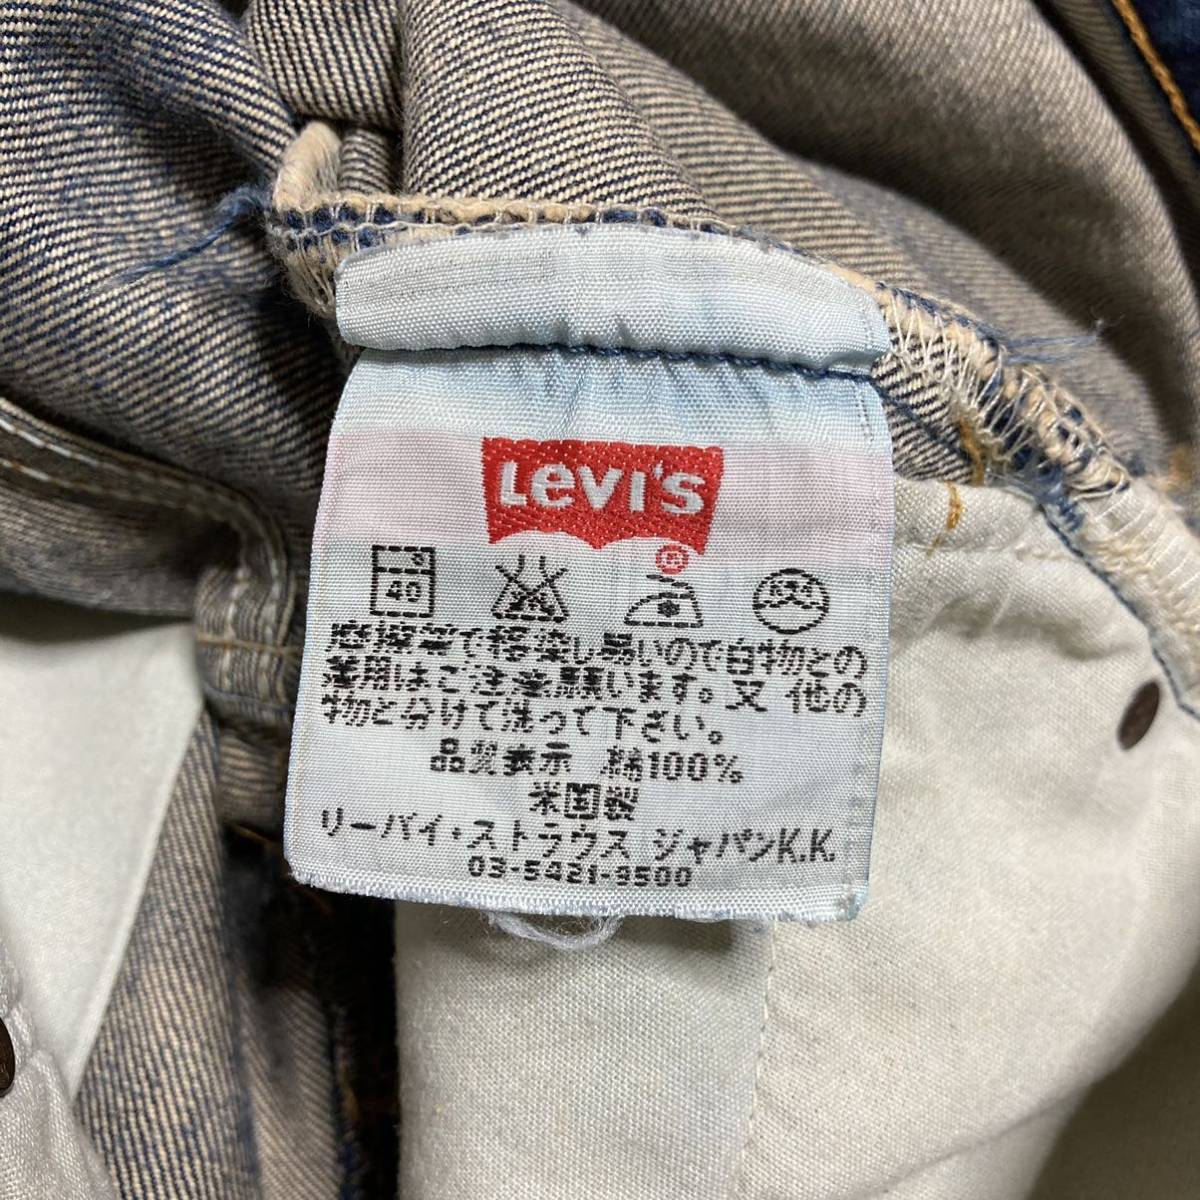 Levi's
®
40
摩擦等で移染し易いので白物との
着用はご注意願います。又 他の
物と分けて洗って下さい。
品質表示 綿100%
米国製
リーバイ・ストラウス ジャパンK.K.
03-5421-9500